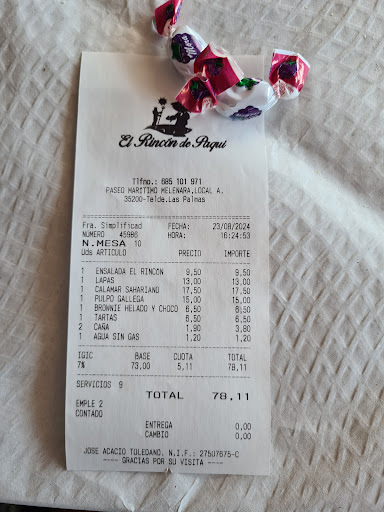 El Rincón de Paqui
Tlfno.: 685 101 971
PASEO MARITIMO MELENARA,LOCAL A.
35200-Telde.Las Palmas
Fra. Simplificad FECHA: 23/08/2024
NÚMERO 45986 HORA: 16:24:53
N.MESA 10
Uds ARTICULO PRECIO IMPORTE
1 ENSALADA EL RINCON 9,50 9,50
1 LAPAS 13,00 13,00
1 CALAMAR SAHARIANO 17,50 17,50
1 PULPO GALLEGA 15,00 15,00
1 BROWNIE HELADO Y CHOCO 6,50 6,50
1 TARTAS 6,50 6,50
2 CAÑA 1,90 3,80
1 AGUA SIN GAS 1,20 1,20
IGIC BASE CUOTA TOTAL
7% 73,00 5,11 78,11
SERVICIOS 9
TOTAL 78,11
EMPLE 2
CONTADO
ENTREGA 0,00
CAMBIO 0,00
JOSE ACACIO TOLEDANO. N.I.F.: 27507675-C
---- GRACIAS POR SU VISITA ----